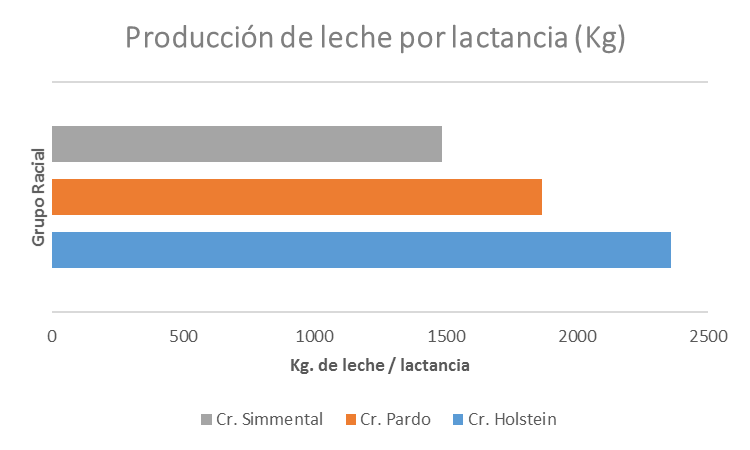 Producción de leche por lactancia (Kg)
Grupo Racial
0 500 1000 1500 2000 2500
Kg. de leche / lactancia
Cr. Simmental Cr. Pardo Cr. Holstein